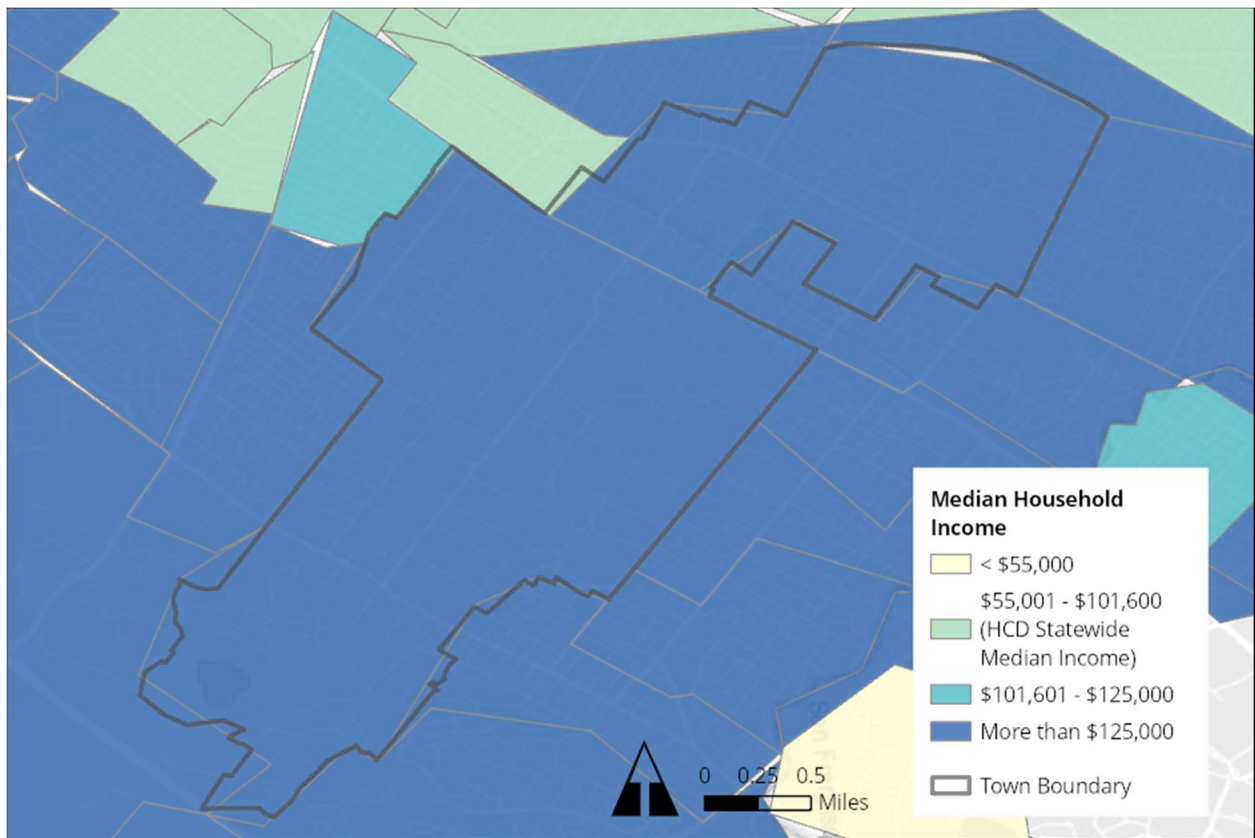 Median Household
Income
< $55,000
$55,001 - $101,600
(HCD Statewide
Median Income)
$101,601 - $125,000
More than $125,000
Town Boundary
0 0.25 0.5
Miles